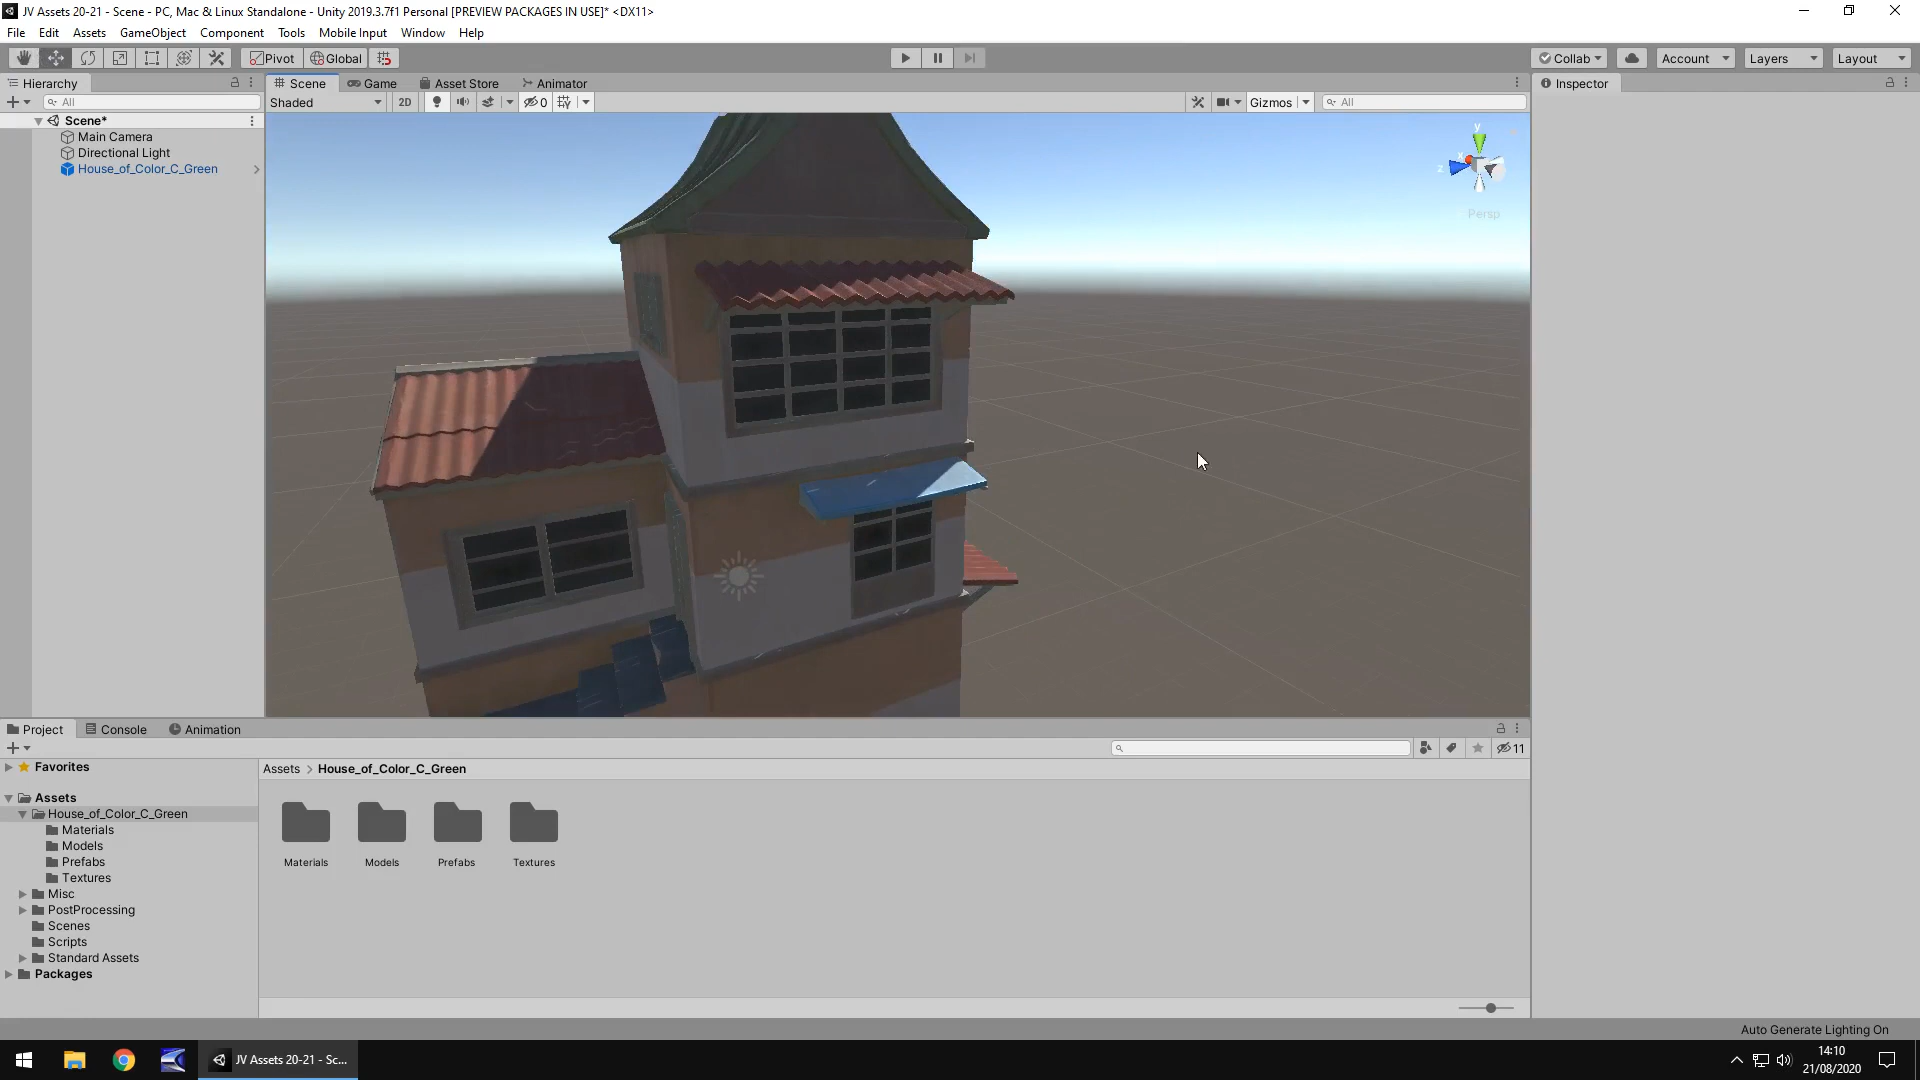 JV Assets 20-21 - Scene - PC, Mac & Linux Standalone - Unity 2019.3.7f1 Personal [PREVIEW PACKAGES IN USE]* <DX11>
File Edit Assets GameObject Component Tools Mobile Input Window Help
Pivot Global Collab Account Layers Layout
Hierarchy Scene Game Asset Store Animator Inspector
All Shaded 2D 0 Gizmos All
Scene*
Main Camera
Directional Light
House_of_Color_C_Green
y
x
z
Persp
Project Console Animation
11
Favorites
Assets > House_of_Color_C_Green
Assets
House_of_Color_C_Green
Materials
Models
Prefabs
Textures
Misc
PostProcessing
Scenes
Scripts
Standard Assets
Packages
Materials Models Prefabs Textures
Auto Generate Lighting On
JV Assets 20-21 - Sc...
14:10
21/08/2020